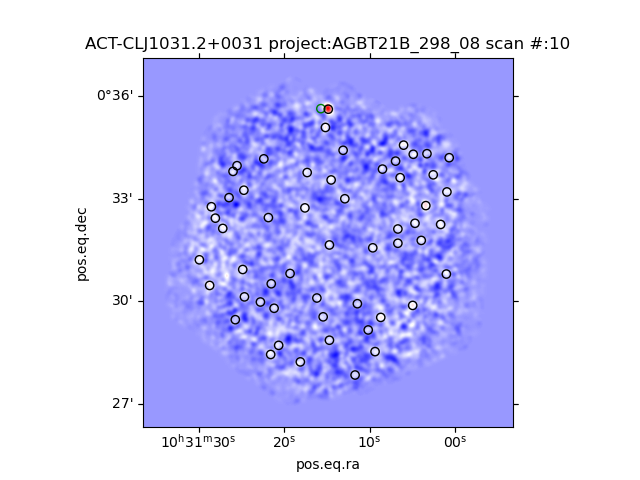 ACT-CLJ1031.2+0031 project:AGBT21B_298_08 scan #:10
0°36'
33'
30'
27'
pos.eq.dec
10ʰ31ᵐ30ˢ 20ˢ 10ˢ 00ˢ
pos.eq.ra